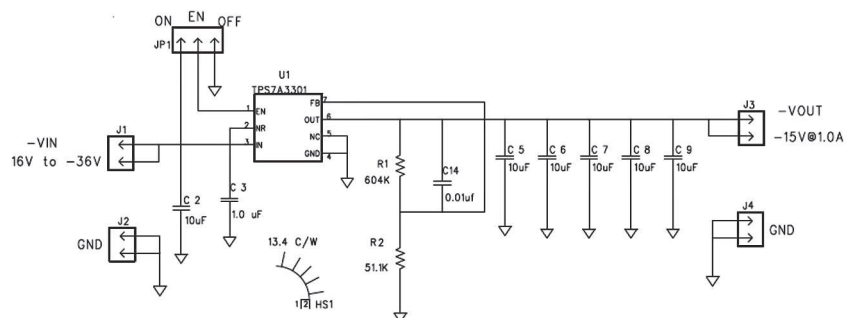 ON EN OFF
JP1
U1
TPS7A3301
FB 7
1 EN OUT 6
2 NR NC 5
3 IN GND 4
J1
-VIN
16V to -36V
J3
-VOUT
-15V@1.0A
R1
604K
C14
0.01uf
C 5
10uF
C 6
10uF
C 7
10uF
C 8
10uF
C 9
10uF
C 2
10uF
C 3
1.0 uF
J2
GND
J4
GND
13.4 C/W
1 2 HS1
R2
51.1K